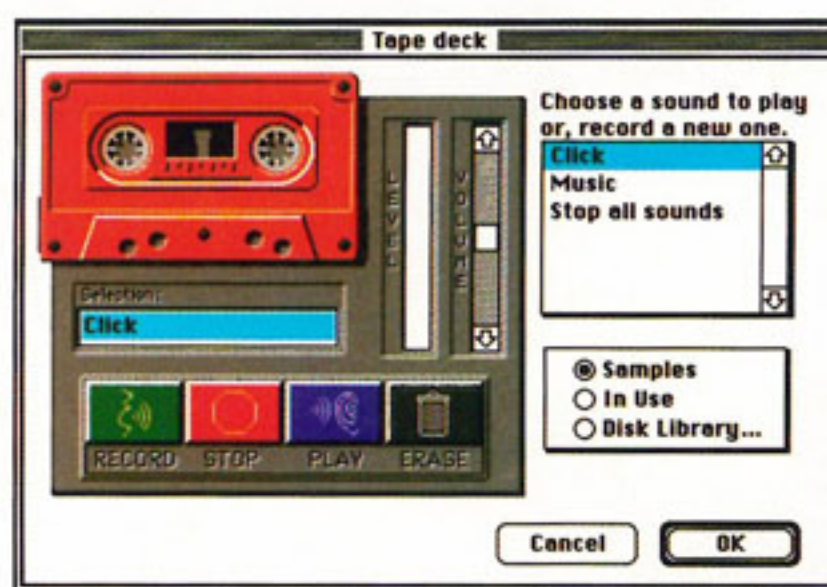 Tape deck
Choose a sound to play
or, record a new one.
Click
Music
Stop all sounds
LEVEL
VOLUME
Selection:
Click
Samples
In Use
Disk Library...
RECORD STOP PLAY ERASE
Cancel OK